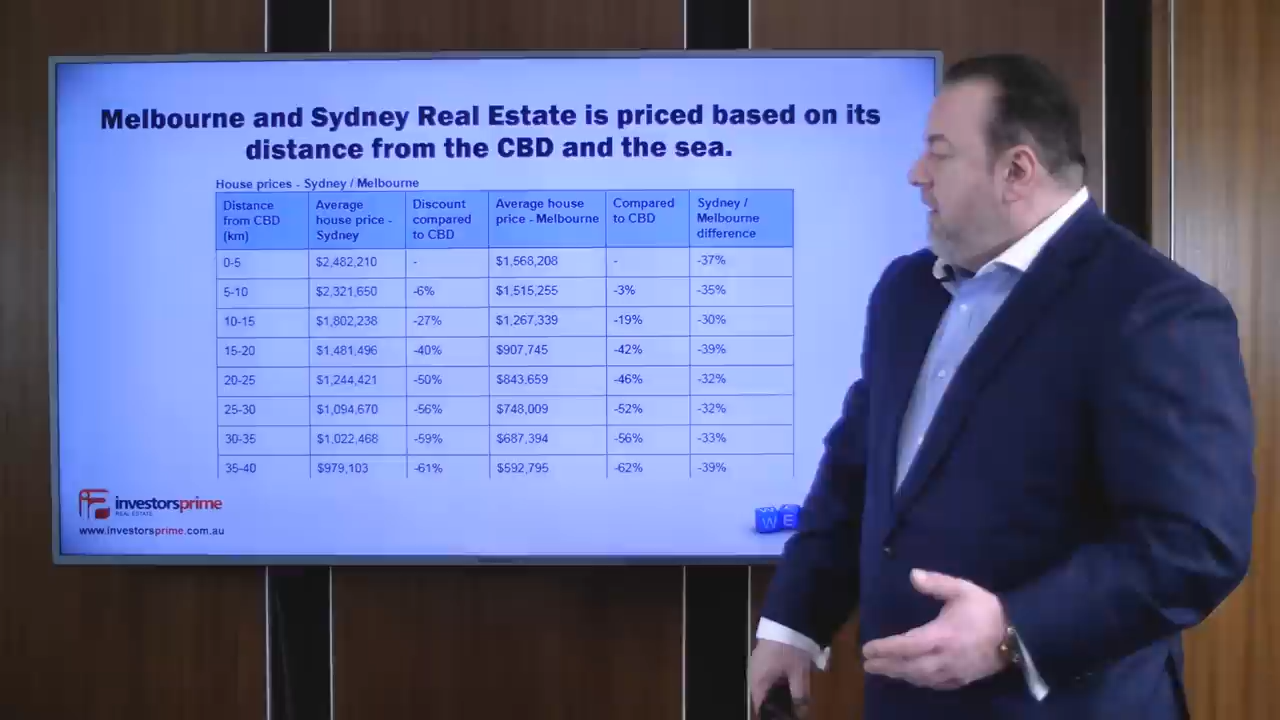 Melbourne and Sydney Real Estate is priced based on its
distance from the CBD and the sea.
House prices - Sydney / Melbourne
Distance from CBD (km) Average house price - Sydney Discount compared to CBD Average house price - Melbourne Compared to CBD Sydney / Melbourne difference
0-5 $2,482,210 - $1,568,208 - -37%
5-10 $2,321,650 -6% $1,515,255 -3% -35%
10-15 $1,802,238 -27% $1,267,339 -19% -30%
15-20 $1,481,496 -40% $907,745 -42% -39%
20-25 $1,244,421 -50% $843,659 -46% -32%
25-30 $1,094,670 -56% $748,009 -52% -32%
30-35 $1,022,468 -59% $687,394 -56% -33%
35-40 $979,103 -61% $592,795 -62% -39%
investorsprime
REAL ESTATE
www.investorsprime.com.au
WE